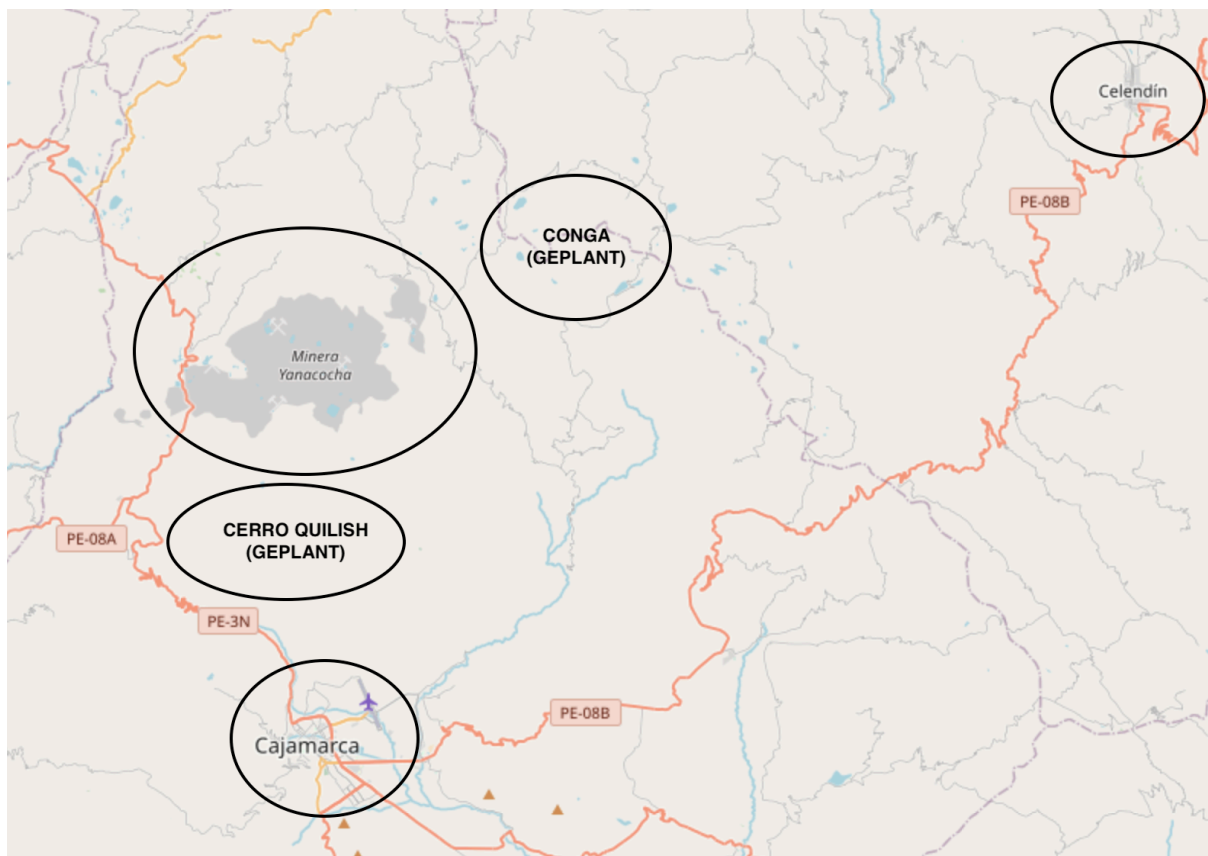 Celendín
PE-08B
CONGA
(GEPLANT)
Minera
Yanacocha
CERRO QUILISH
(GEPLANT)
PE-08A
PE-3N
PE-08B
Cajamarca